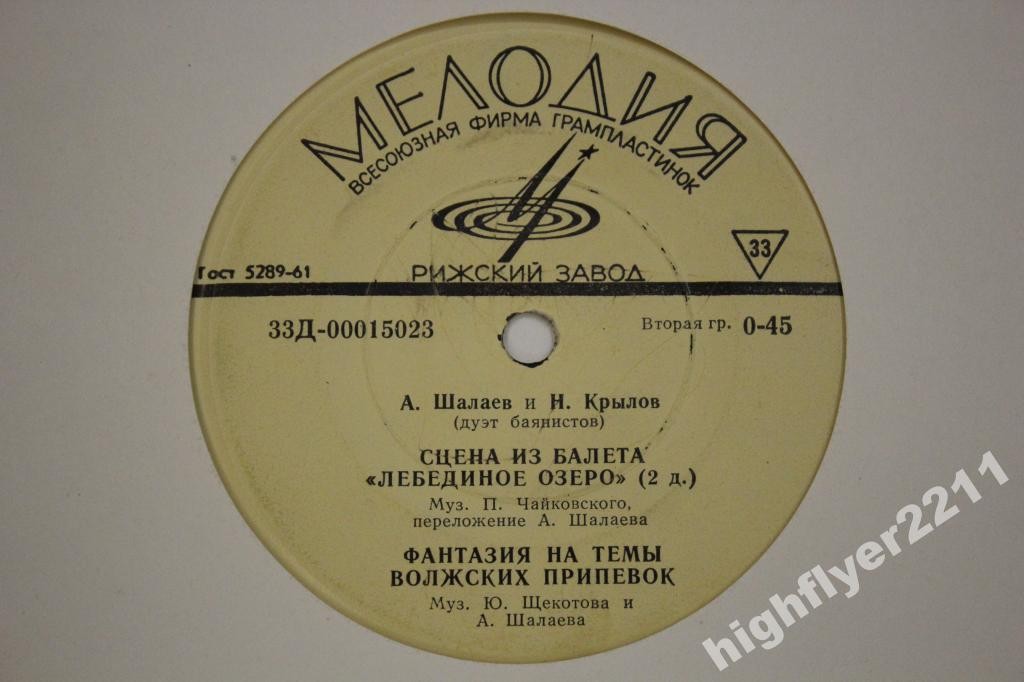 МЕЛОДИЯ
ВСЕСОЮЗНАЯ ФИРМА ГРАМПЛАСТИНОК
РИЖСКИЙ ЗАВОД
33
Гост 5289-61
33Д-00015023
Вторая гр. 0-45
А. Шалаев и Н. Крылов
(дуэт баянистов)
СЦЕНА ИЗ БАЛЕТА
«ЛЕБЕДИНОЕ ОЗЕРО» (2 д.)
Муз. П. Чайковского,
переложение А. Шалаева
ФАНТАЗИЯ НА ТЕМЫ
ВОЛЖСКИХ ПРИПЕВОК
Муз. Ю. Щекотова и
А. Шалаева
highflyer2211